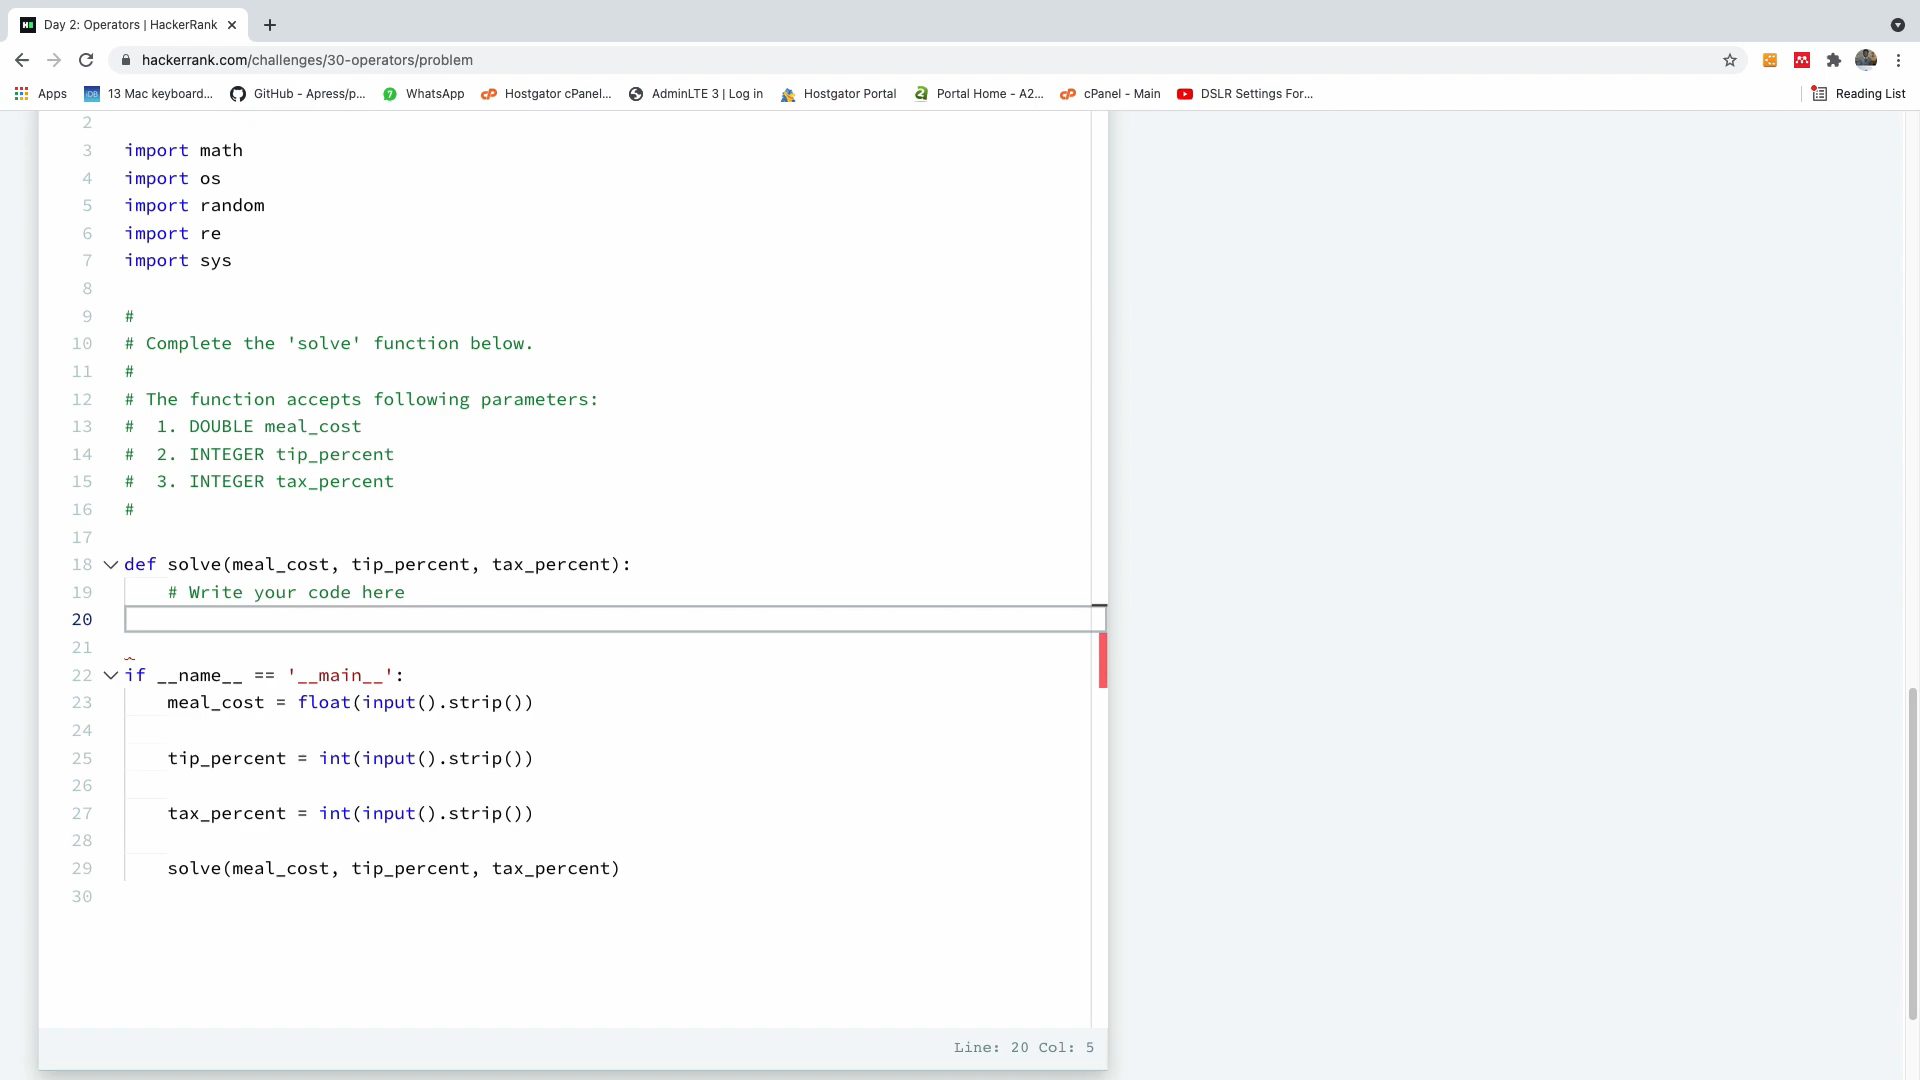 Day 2: Operators | HackerRank
hackerrank.com/challenges/30-operators/problem
Apps 13 Mac keyboard... GitHub - Apress/p... WhatsApp Hostgator cPanel... AdminLTE 3 | Log in Hostgator Portal Portal Home - A2... cPanel - Main DSLR Settings For... Reading List
2
3 import math
4 import os
5 import random
6 import re
7 import sys
8
9 #
10 # Complete the 'solve' function below.
11 #
12 # The function accepts following parameters:
13 #  1. DOUBLE meal_cost
14 #  2. INTEGER tip_percent
15 #  3. INTEGER tax_percent
16 #
17
18 def solve(meal_cost, tip_percent, tax_percent):
19     # Write your code here
20
21
22 if __name__ == '__main__':
23     meal_cost = float(input().strip())
24
25     tip_percent = int(input().strip())
26
27     tax_percent = int(input().strip())
28
29     solve(meal_cost, tip_percent, tax_percent)
30
Line: 20 Col: 5